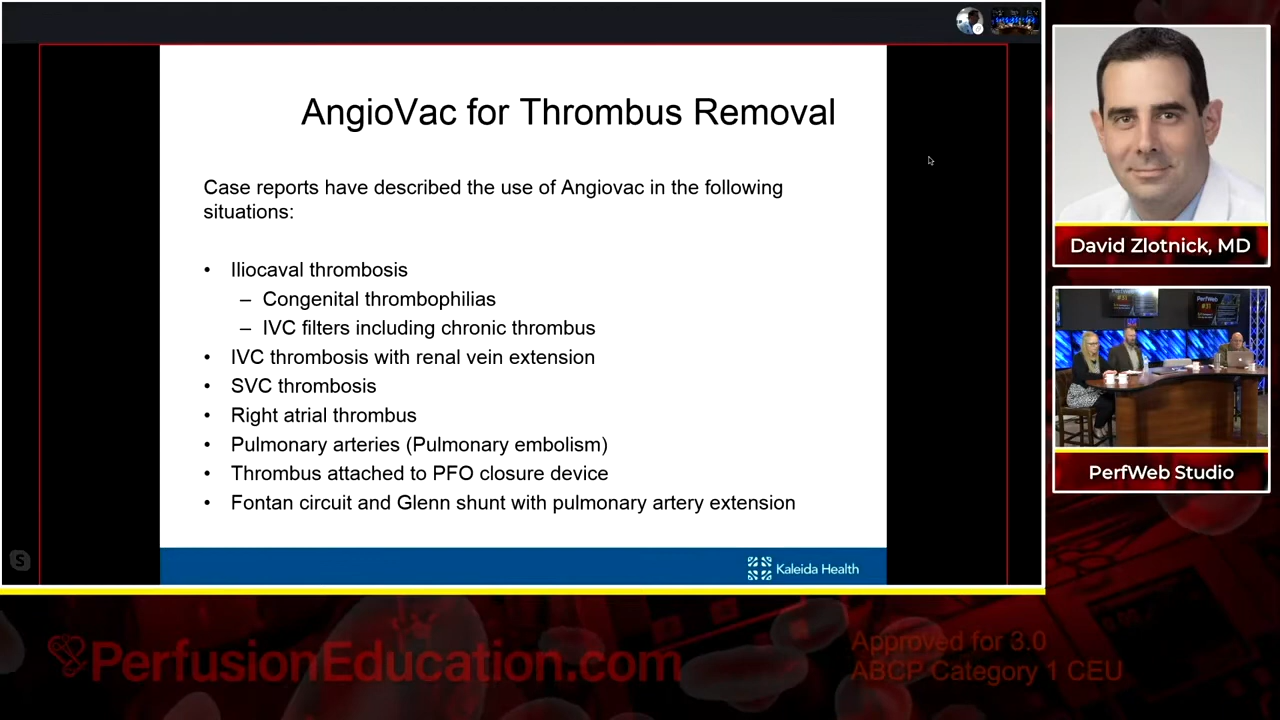 AngioVac for Thrombus Removal
Case reports have described the use of Angiovac in the following
situations:
• Iliocaval thrombosis
– Congenital thrombophilias
– IVC filters including chronic thrombus
• IVC thrombosis with renal vein extension
• SVC thrombosis
• Right atrial thrombus
• Pulmonary arteries (Pulmonary embolism)
• Thrombus attached to PFO closure device
• Fontan circuit and Glenn shunt with pulmonary artery extension
Kaleida Health
David Zlotnick, MD
PerfWeb
PerfWeb Studio
PerfusionEducation.com
Approved for 3.0
ABCP Category 1 CEU